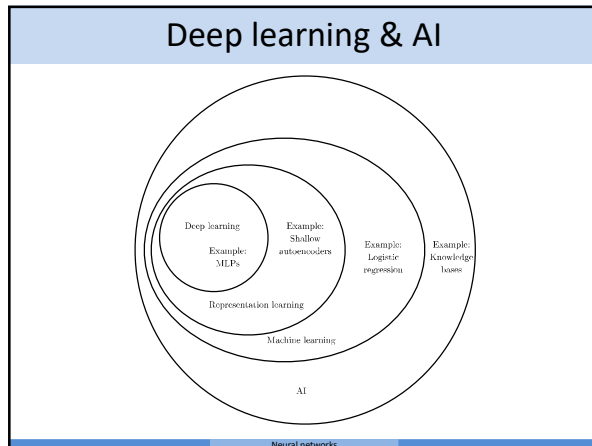 Deep learning & AI
Deep learning
Example:
MLPs
Example:
Shallow
autoencoders
Example:
Logistic
regression
Example:
Knowledge
bases
Representation learning
Machine learning
AI
Neural networks